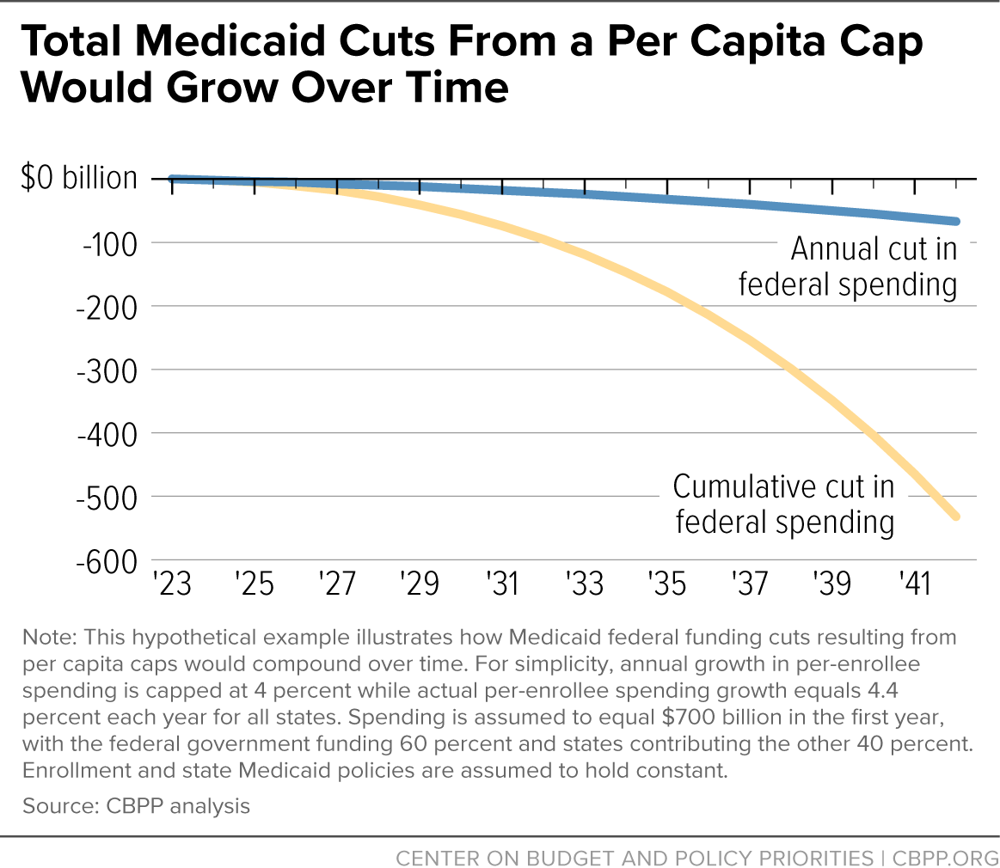 Total Medicaid Cuts From a Per Capita Cap
Would Grow Over Time
$0 billion
-100
-200
-300
-400
-500
-600
Annual cut in
federal spending
Cumulative cut in
federal spending
'23 '25 '27 '29 '31 '33 '35 '37 '39 '41
Note: This hypothetical example illustrates how Medicaid federal funding cuts resulting from
per capita caps would compound over time. For simplicity, annual growth in per-enrollee
spending is capped at 4 percent while actual per-enrollee spending growth equals 4.4
percent each year for all states. Spending is assumed to equal $700 billion in the first year,
with the federal government funding 60 percent and states contributing the other 40 percent.
Enrollment and state Medicaid policies are assumed to hold constant.
Source: CBPP analysis
CENTER ON BUDGET AND POLICY PRIORITIES | CBPP.ORG